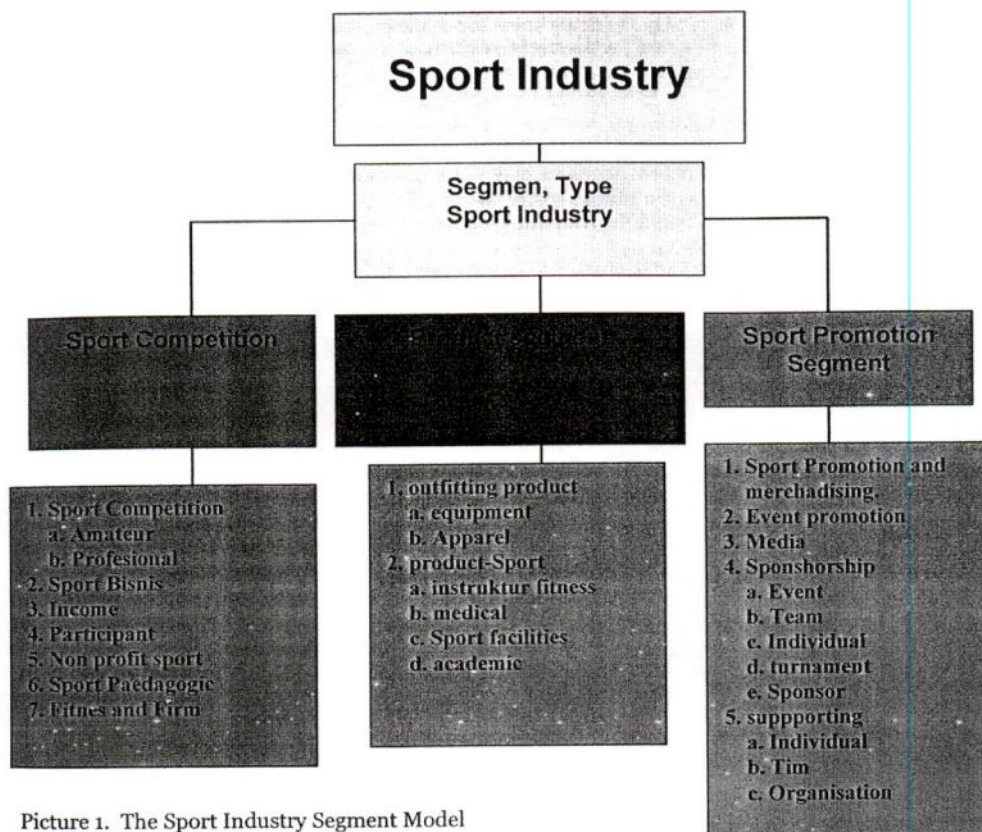 Sport Industry
Segmen, Type
Sport Industry
Sport Competition
Sport Promotion
Segment
1. Sport Competition
a. Amateur
b. Profesional
2. Sport Bisnis
3. Income
4. Participant
5. Non profit sport
6. Sport Paedagogic
7. Fitnes and Firm
1. outfitting product
a. equipment
b. Apparel
2. product-Sport
a. instruktur fitness
b. medical
c. Sport facilities
d. academic
1. Sport Promotion and
merchadising.
2. Event promotion
3. Media
4. Sponshorship
a. Event
b. Team
c. Individual
d. turnament
e. Sponsor
5. suppporting
a. Individual
b. Tim
c. Organisation
Picture 1. The Sport Industry Segment Model